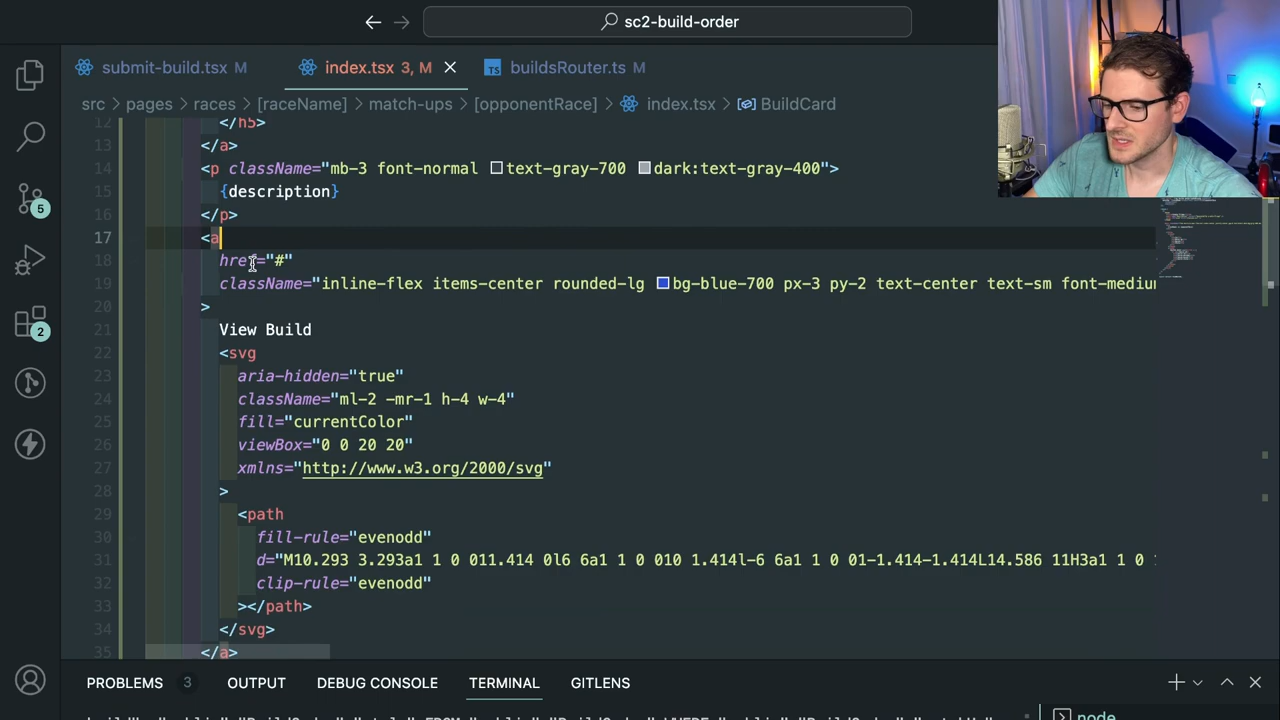 sc2-build-order
submit-build.tsx M
index.tsx 3, M
TS buildsRouter.ts M
src > pages > races > [raceName] > match-ups > [opponentRace] > index.tsx > BuildCard
12 </h5>
13 </a>
14 <p className="mb-3 font-normal text-gray-700 dark:text-gray-400">
15 {description}
16 </p>
17 <a
18 href="#"
19 className="inline-flex items-center rounded-lg bg-blue-700 px-3 py-2 text-center text-sm font-medium
20 >
21 View Build
22 <svg
23 aria-hidden="true"
24 className="ml-2 -mr-1 h-4 w-4"
25 fill="currentColor"
26 viewBox="0 0 20 20"
27 xmlns="http://www.w3.org/2000/svg"
28 >
29 <path
30 fill-rule="evenodd"
31 d="M10.293 3.293a1 1 0 011.414 0l6 6a1 1 0 010 1.414l-6 6a1 1 0 01-1.414-1.414L14.586 11H3a1 1 0
32 clip-rule="evenodd"
33 ></path>
34 </svg>
35 </a>
5
2
PROBLEMS 3 OUTPUT DEBUG CONSOLE TERMINAL GITLENS
node